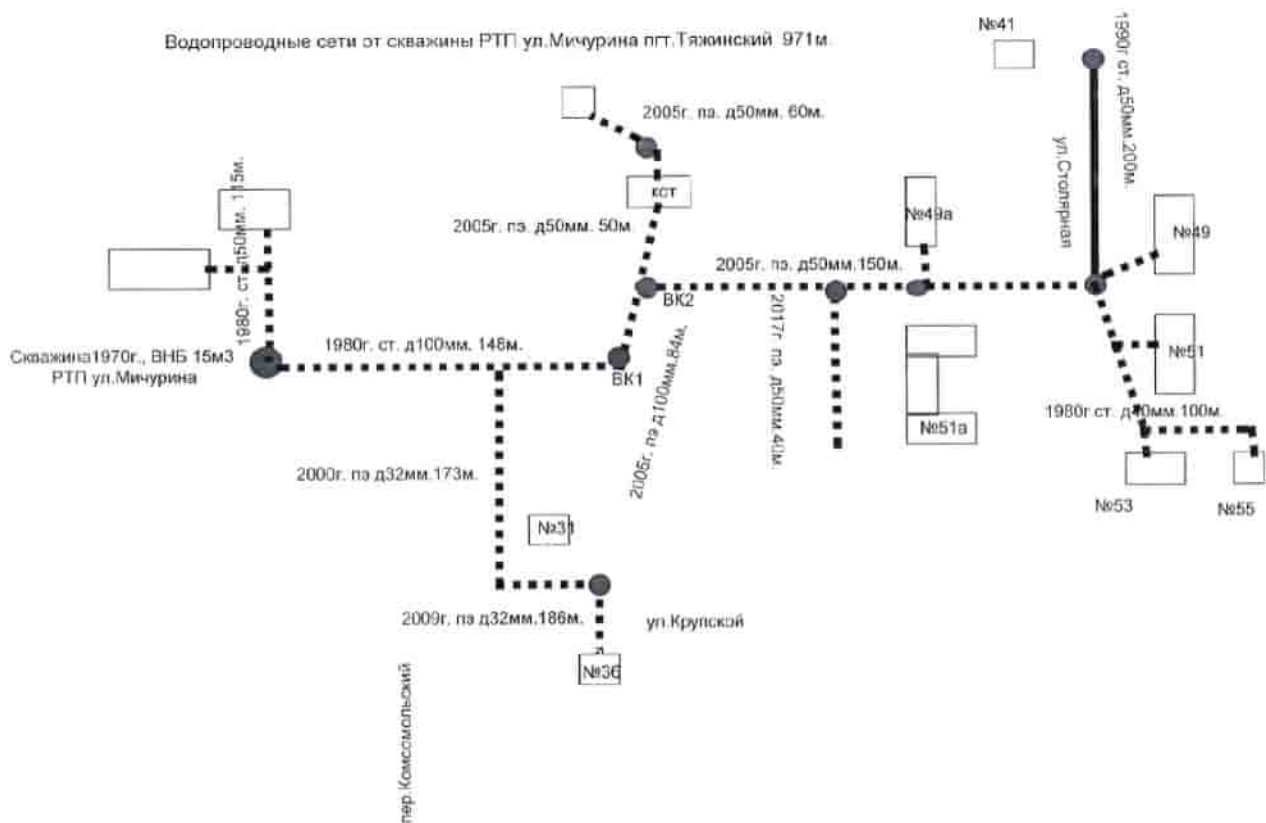 Водопроводные сети от скважины РТП ул.Мичурина пгт.Тяжинский 971м.
№41
1990г ст. д50мм.200м.
2005г. пэ. д50мм. 60м.
ул.Столярная
1980г. ст. д50мм. 115м.
кст
2005г. пэ. д50мм. 50м
№49а
№49
2005г. пэ. д50мм.150м.
ВК2
2017г. пэ. д50мм.40м.
Скважина1970г., ВНБ 15м3
РТП ул.Мичурина
1980г. ст. д100мм. 148м.
ВК1
2005г. пэ д100мм.84м.
№51
1980г ст. д40мм.100м.
№51а
2000г. пэ д32мм.173м.
№53
№55
№31
2009г. пэ д32мм.186м.
ул.Крупской
№36
пер.Комсомольский